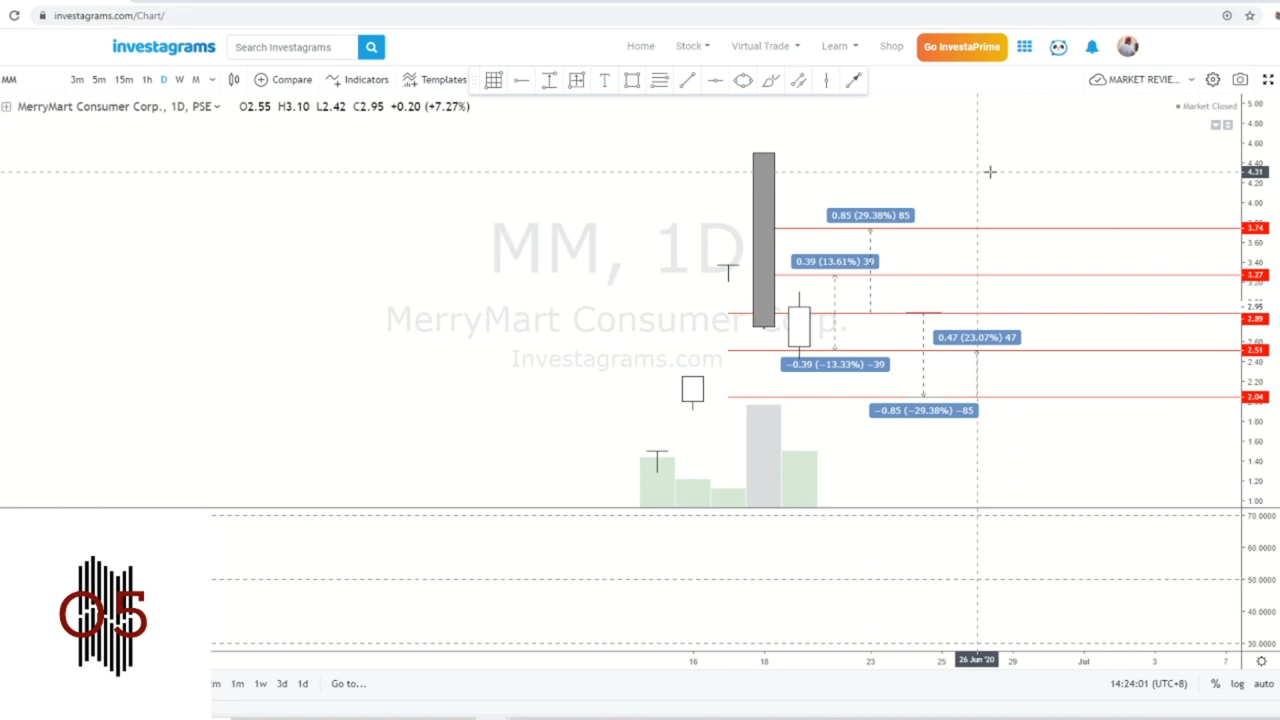 investagrams.com/Chart/
investagrams
Search Investagrams
Home Stock Virtual Trade Learn Shop Go InvestaPrime
MM 3m 5m 15m 1h D W M Compare Indicators Templates MARKET REVIE...
MerryMart Consumer Corp., 1D, PSE O2.55 H3.10 L2.42 C2.95 +0.20 (+7.27%)
Market Closed
MM, 1D
MerryMart Consumer Corp.
Investagrams.com
0.85 (29.38%) 85
0.39 (13.61%) 39
0.47 (23.07%) 47
−0.39 (−13.33%) −39
−0.85 (−29.38%) −85
5.00
4.80
4.60
4.40
4.31
4.20
4.00
3.74
3.60
3.40
3.27
3.20
2.95
2.89
2.60
2.51
2.40
2.20
2.04
1.80
1.60
1.40
1.20
1.00
70.0000
60.0000
50.0000
40.0000
30.0000
O5
16 18 23 25 26 Jun '20 29 Jul 3 7
1m 1w 3d 1d Go to... 14:24:01 (UTC+8) % log auto